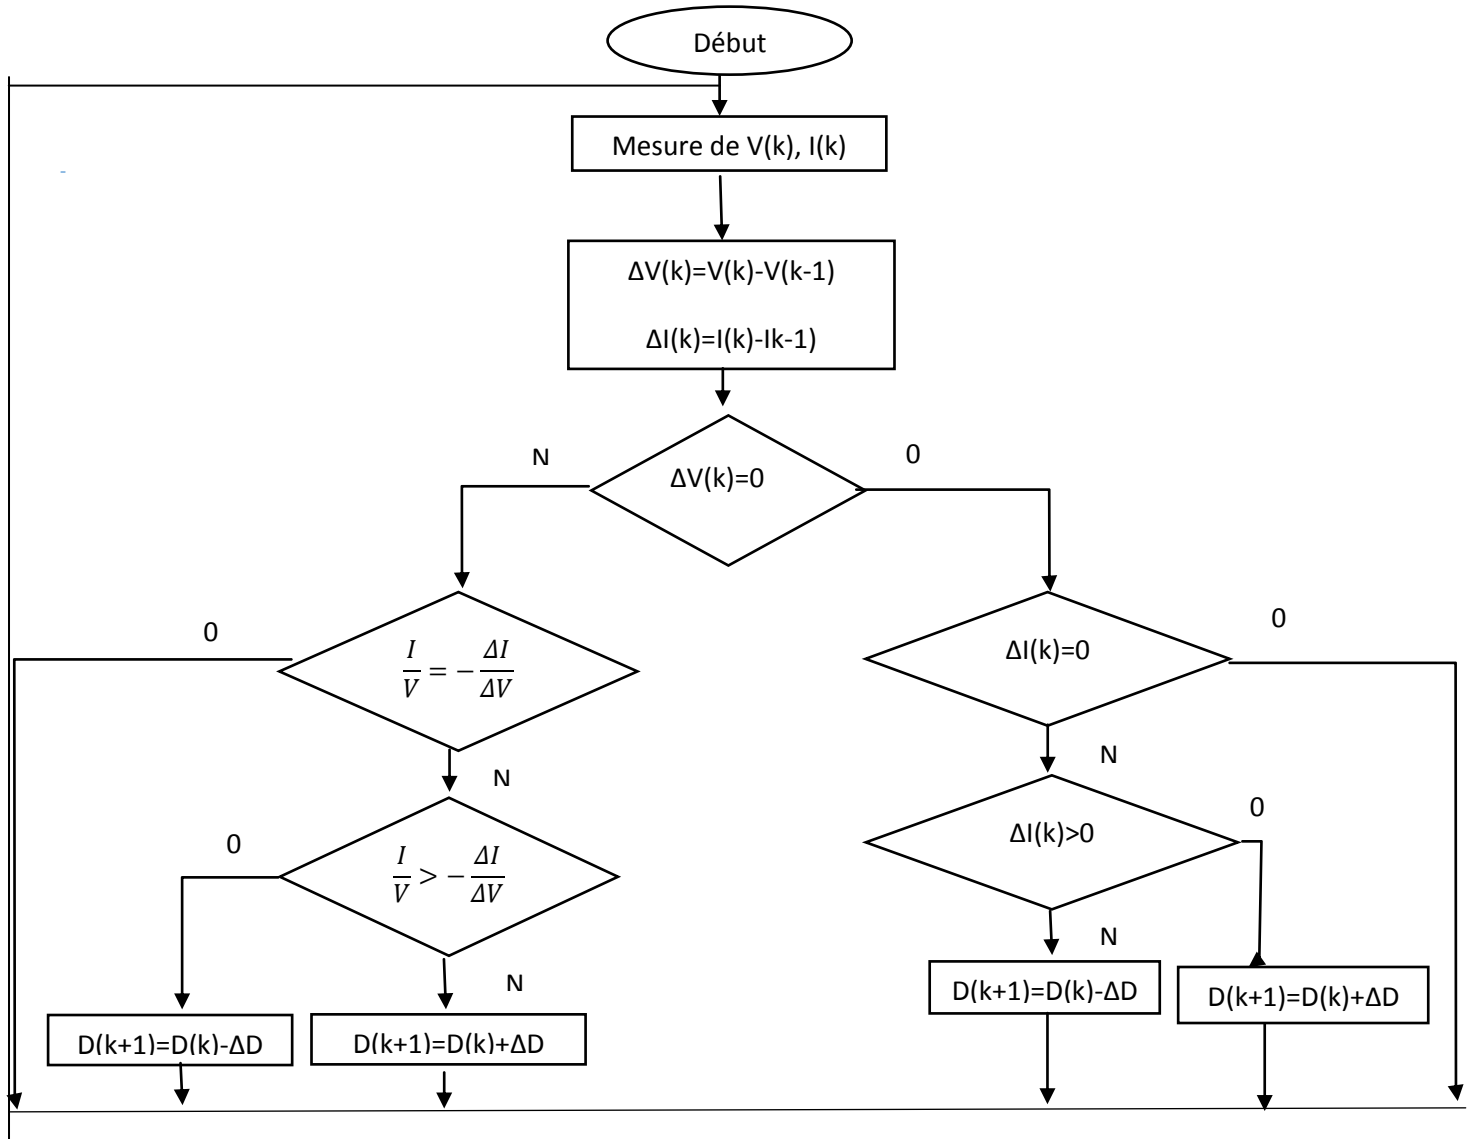 Début
Mesure de V(k), I(k)
ΔV(k)=V(k)-V(k-1)
ΔI(k)=I(k)-Ik-1)
ΔV(k)=0
N
0
I/V = - ΔI/ΔV
0
N
ΔI(k)=0
0
N
I/V > - ΔI/ΔV
0
N
ΔI(k)>0
0
N
D(k+1)=D(k)-ΔD
D(k+1)=D(k)+ΔD
D(k+1)=D(k)-ΔD
D(k+1)=D(k)+ΔD